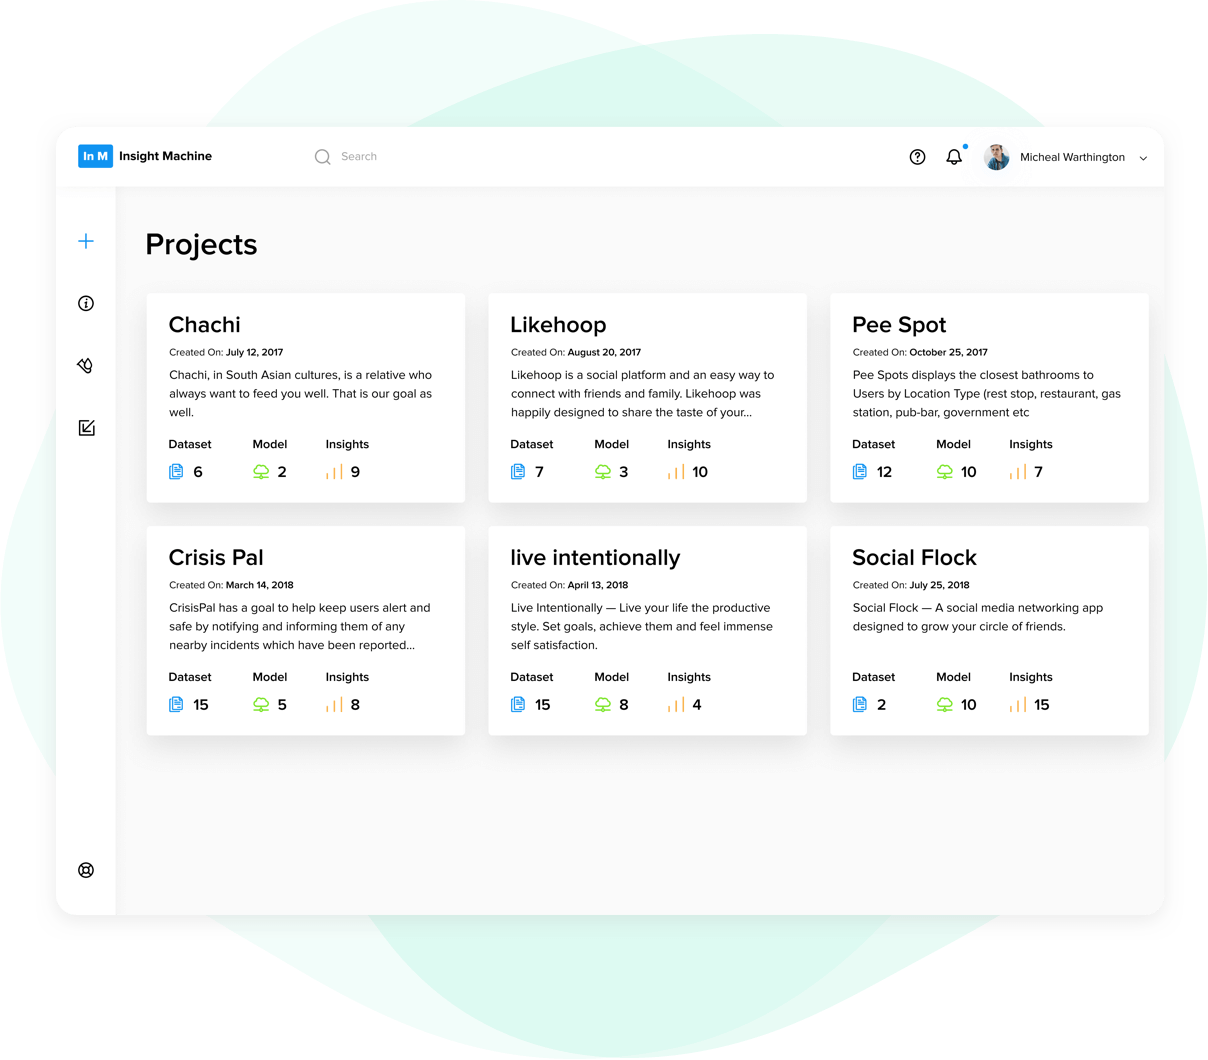 In M Insight Machine
Search
Micheal Warthington
Projects
Chachi
Created On: July 12, 2017
Chachi, in South Asian cultures, is a relative who
always want to feed you well. That is our goal as
well.
Dataset Model Insights
6 2 9
Likehoop
Created On: August 20, 2017
Likehoop is a social platform and an easy way to
connect with friends and family. Likehoop was
happily designed to share the taste of your...
Dataset Model Insights
7 3 10
Pee Spot
Created On: October 25, 2017
Pee Spots displays the closest bathrooms to
Users by Location Type (rest stop, restaurant, gas
station, pub-bar, government etc
Dataset Model Insights
12 10 7
Crisis Pal
Created On: March 14, 2018
CrisisPal has a goal to help keep users alert and
safe by notifying and informing them of any
nearby incidents which have been reported...
Dataset Model Insights
15 5 8
live intentionally
Created On: April 13, 2018
Live Intentionally — Live your life the productive
style. Set goals, achieve them and feel immense
self satisfaction.
Dataset Model Insights
15 8 4
Social Flock
Created On: July 25, 2018
Social Flock — A social media networking app
designed to grow your circle of friends.
Dataset Model Insights
2 10 15